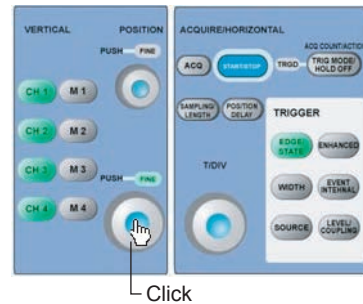 VERTICAL
POSITION
PUSH FINE
CH 1
M 1
CH 2
M 2
CH 3
M 3
PUSH FINE
CH 4
M 4
ACQUIRE/HORIZONTAL
ACQ COUNT/ACTION
ACQ
START/STOP
TRGD
TRIG MODE/
HOLD OFF
SAMPLING
LENGTH
POSITION
DELAY
TRIGGER
EDGE/
STATE
ENHANCED
T/DIV
WIDTH
EVENT
INTERVAL
SOURCE
LEVEL/
COUPLING
Click